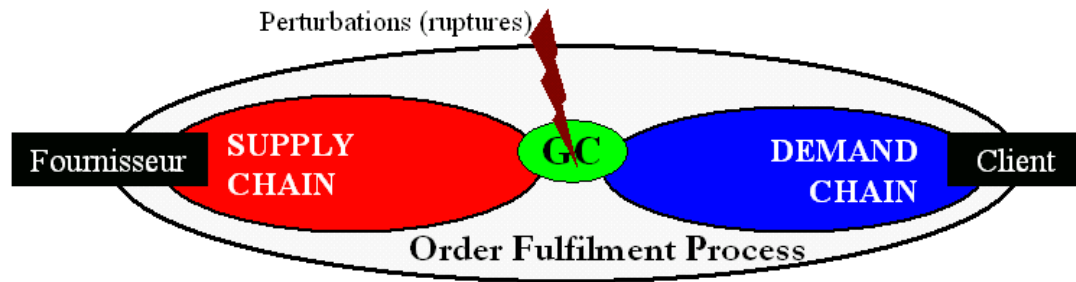 Perturbations (ruptures)
Fournisseur
SUPPLY
CHAIN
GC
DEMAND
CHAIN
Client
Order Fulfilment Process